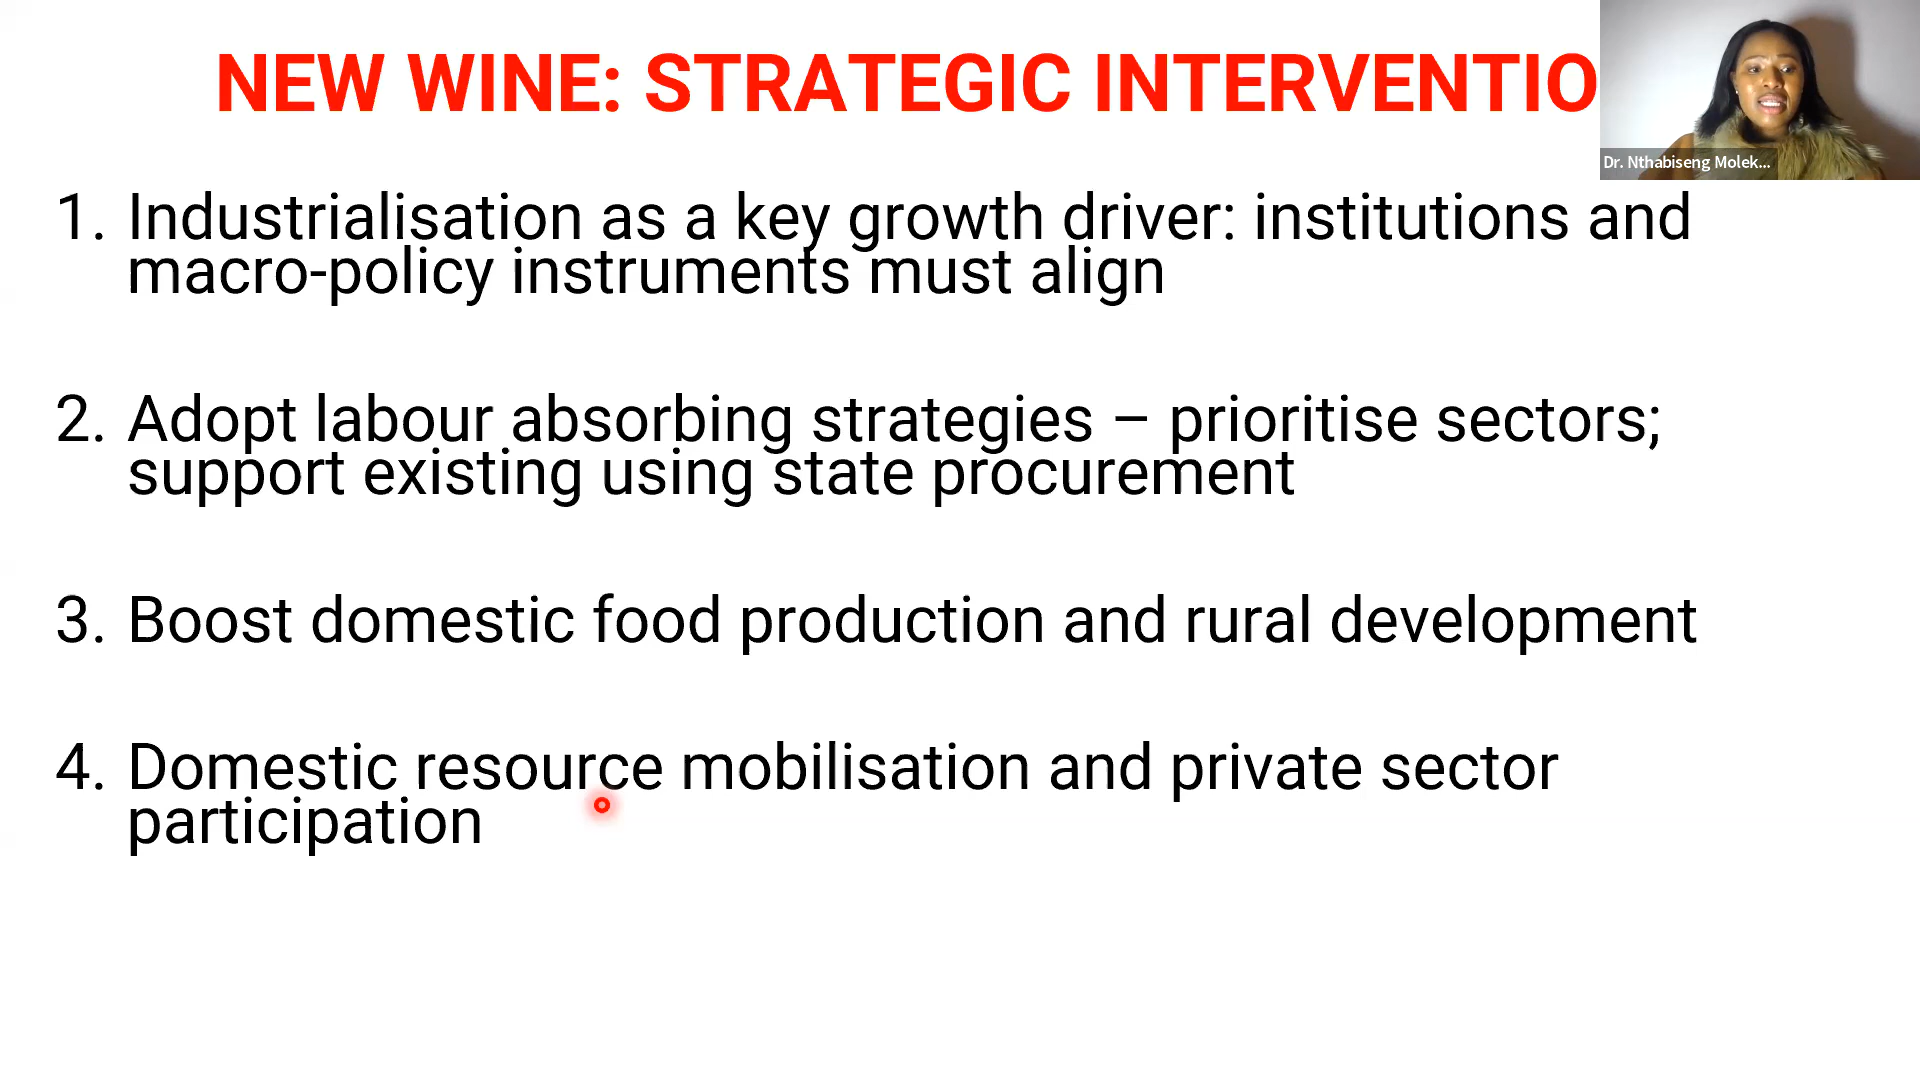 NEW WINE: STRATEGIC INTERVENTIO
Dr. Nthabiseng Molek...
1. Industrialisation as a key growth driver: institutions and
macro-policy instruments must align
2. Adopt labour absorbing strategies – prioritise sectors;
support existing using state procurement
3. Boost domestic food production and rural development
4. Domestic resource mobilisation and private sector
participation